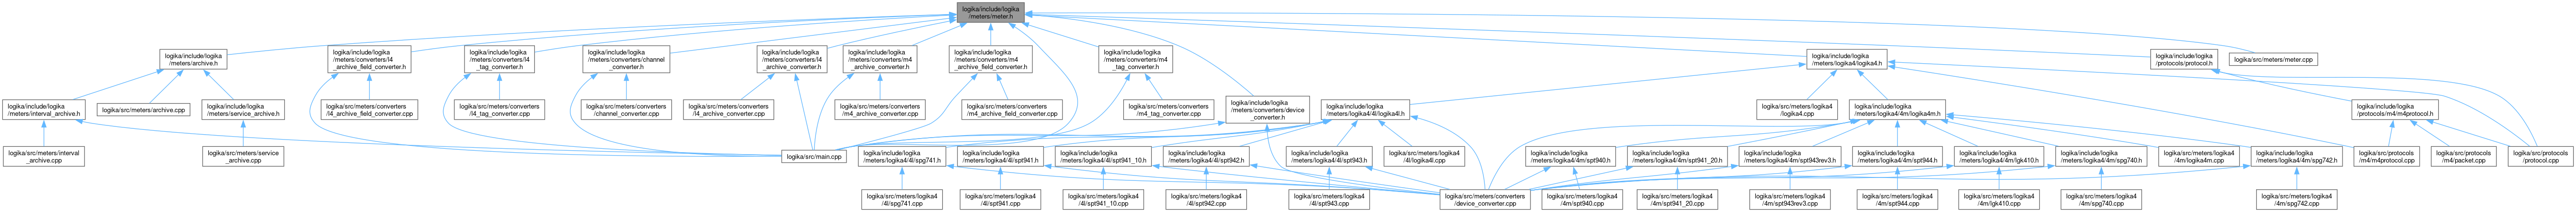 logika/include/logika
/meters/meter.h
logika/include/logika
/meters/archive.h
logika/include/logika
/meters/converters/l4
_archive_field_converter.h
logika/include/logika
/meters/converters/l4
_tag_converter.h
logika/include/logika
/meters/converters/channel
_converter.h
logika/include/logika
/meters/converters/l4
_archive_converter.h
logika/include/logika
/meters/converters/m4
_archive_converter.h
logika/include/logika
/meters/converters/m4
_archive_field_converter.h
logika/include/logika
/meters/converters/m4
_tag_converter.h
logika/include/logika
/meters/logika4/logika4.h
logika/include/logika
/protocols/protocol.h
logika/src/meters/meter.cpp
logika/include/logika
/meters/interval_archive.h
logika/src/meters/archive.cpp
logika/include/logika
/meters/service_archive.h
logika/src/meters/converters
/l4_archive_field_converter.cpp
logika/src/meters/converters
/l4_tag_converter.cpp
logika/src/meters/converters
/channel_converter.cpp
logika/src/meters/converters
/l4_archive_converter.cpp
logika/src/meters/converters
/m4_archive_converter.cpp
logika/src/meters/converters
/m4_archive_field_converter.cpp
logika/src/meters/converters
/m4_tag_converter.cpp
logika/include/logika
/meters/converters/device
_converter.h
logika/include/logika
/meters/logika4/4l/logika4l.h
logika/src/meters/logika4
/logika4.cpp
logika/include/logika
/meters/logika4/4m/logika4m.h
logika/include/logika
/protocols/m4/m4protocol.h
logika/src/meters/interval
_archive.cpp
logika/src/meters/service
_archive.cpp
logika/src/main.cpp
logika/include/logika
/meters/logika4/4l/spg741.h
logika/include/logika
/meters/logika4/4l/spt941.h
logika/include/logika
/meters/logika4/4l/spt941_10.h
logika/include/logika
/meters/logika4/4l/spt942.h
logika/include/logika
/meters/logika4/4l/spt943.h
logika/src/meters/logika4
/4l/logika4l.cpp
logika/include/logika
/meters/logika4/4m/spt940.h
logika/include/logika
/meters/logika4/4m/spt941_20.h
logika/include/logika
/meters/logika4/4m/spt943rev3.h
logika/include/logika
/meters/logika4/4m/spt944.h
logika/include/logika
/meters/logika4/4m/lgk410.h
logika/include/logika
/meters/logika4/4m/spg740.h
logika/src/meters/logika4
/4m/logika4m.cpp
logika/include/logika
/meters/logika4/4m/spg742.h
logika/src/protocols
/m4/m4protocol.cpp
logika/src/protocols
/m4/packet.cpp
logika/src/protocols
/protocol.cpp
logika/src/meters/logika4
/4l/spg741.cpp
logika/src/meters/logika4
/4l/spt941.cpp
logika/src/meters/logika4
/4l/spt941_10.cpp
logika/src/meters/logika4
/4l/spt942.cpp
logika/src/meters/logika4
/4l/spt943.cpp
logika/src/meters/converters
/device_converter.cpp
logika/src/meters/logika4
/4m/spt940.cpp
logika/src/meters/logika4
/4m/spt941_20.cpp
logika/src/meters/logika4
/4m/spt943rev3.cpp
logika/src/meters/logika4
/4m/spt944.cpp
logika/src/meters/logika4
/4m/lgk410.cpp
logika/src/meters/logika4
/4m/spg740.cpp
logika/src/meters/logika4
/4m/spg742.cpp